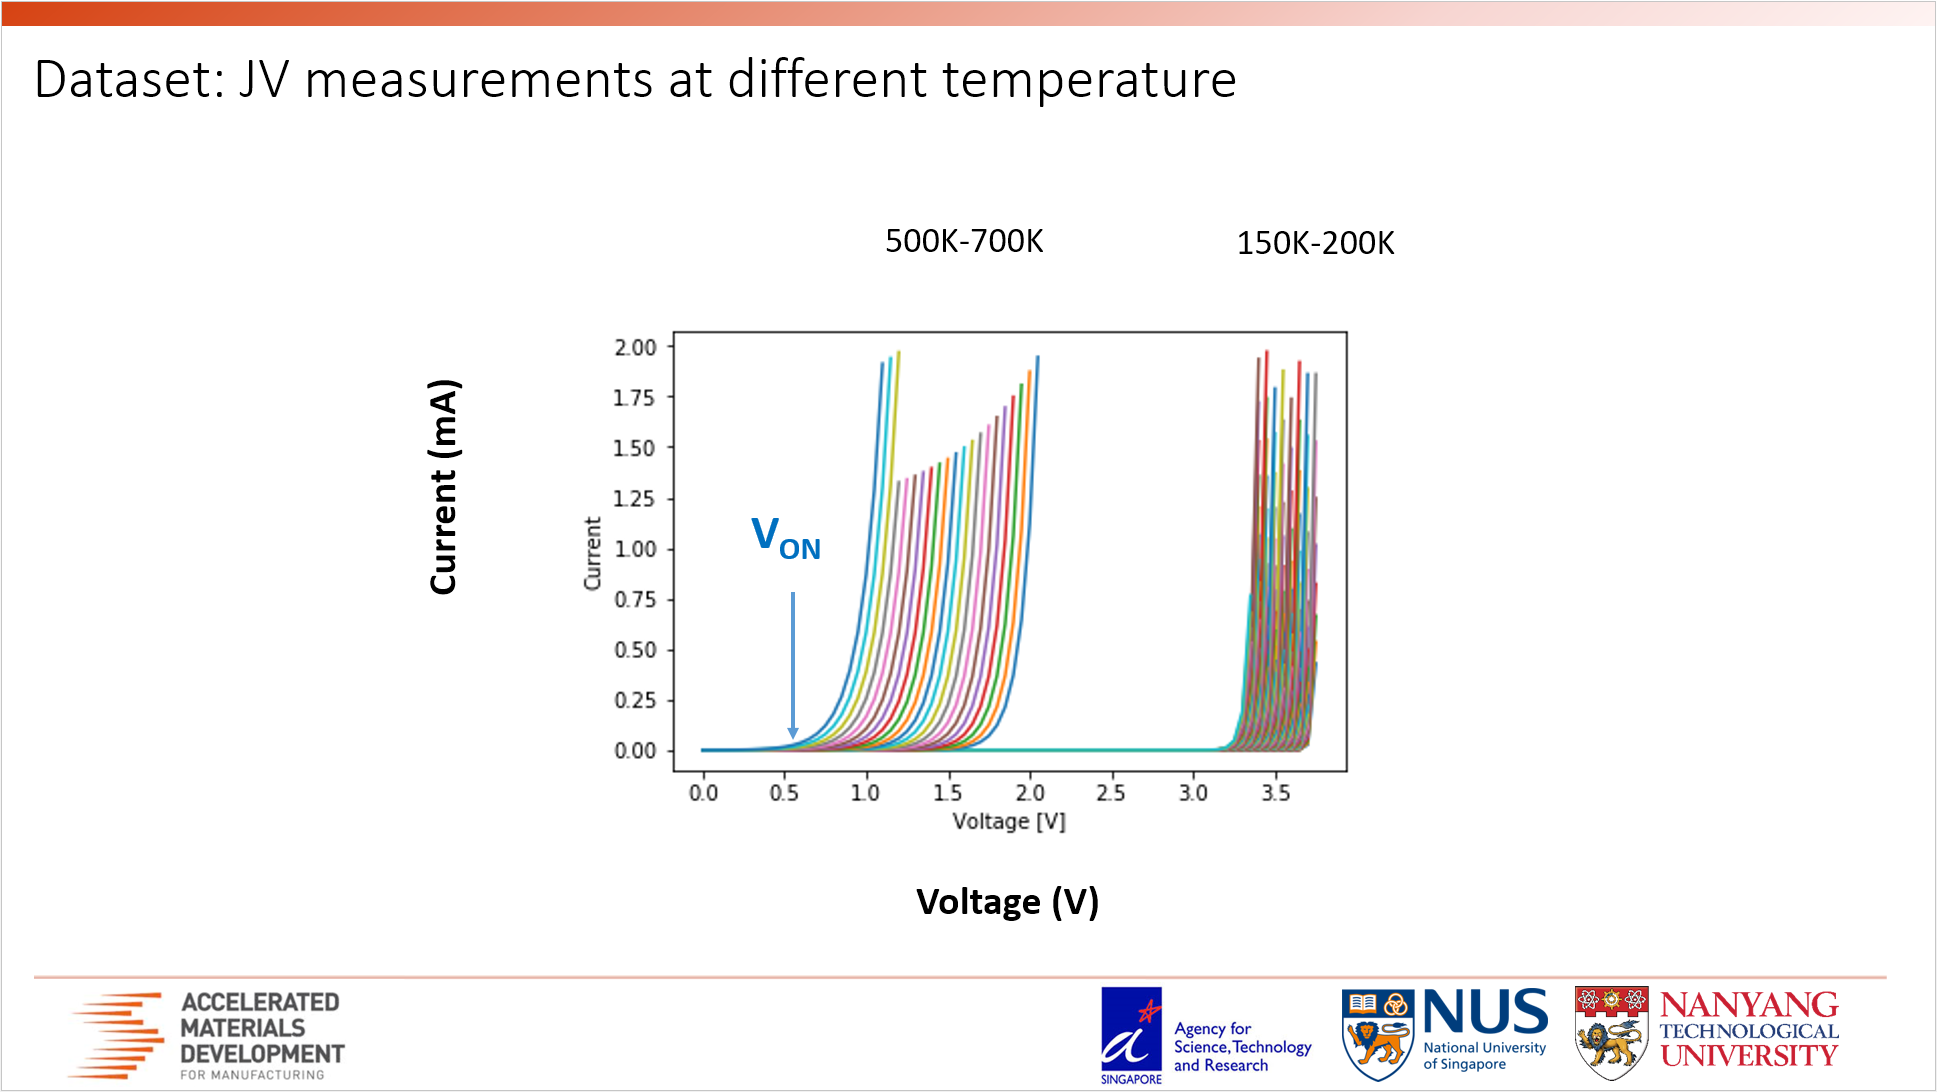 Dataset: JV measurements at different temperature
500K-700K
150K-200K
Current (mA)
Current
2.00
1.75
1.50
1.25
1.00
0.75
0.50
0.25
0.00
VON
0.0 0.5 1.0 1.5 2.0 2.5 3.0 3.5
Voltage [V]
Voltage (V)
ACCELERATED
MATERIALS
DEVELOPMENT
FOR MANUFACTURING
a
SINGAPORE
Agency for
Science, Technology
and Research
NUS
National University
of Singapore
NANYANG
TECHNOLOGICAL
UNIVERSITY